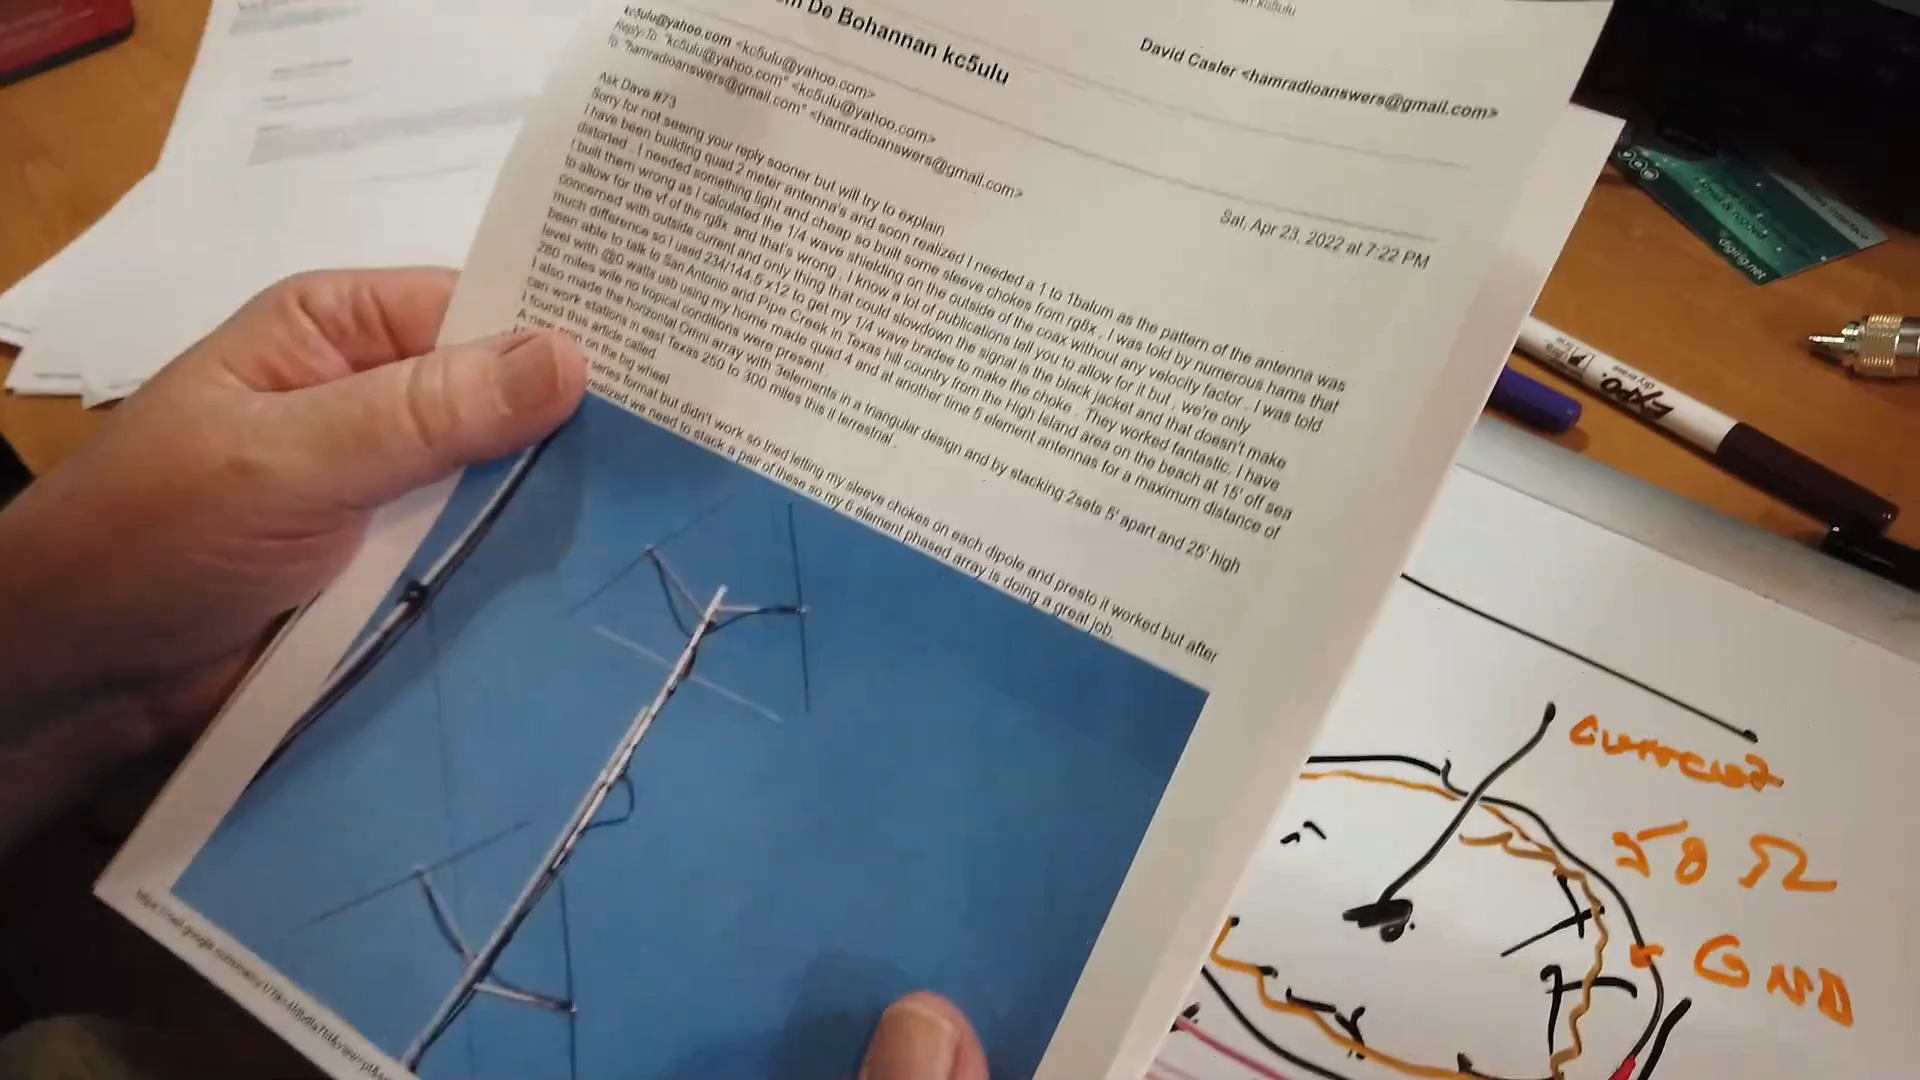 De Bohannan kc5ulu
David Casler <hamradioanswers@gmail.com>
kc5ulu@yahoo.com <kc5ulu@yahoo.com>
Reply-To: "kc5ulu@yahoo.com" <kc5ulu@yahoo.com>
To: "hamradioanswers@gmail.com" <hamradioanswers@gmail.com>
Sat, Apr 23, 2022 at 7:22 PM
Ask Dave #73
Sorry for not seeing your reply sooner but will try to explain
I have been building quad 2 meter antenna's and soon realized I needed a 1 to 1balum as the pattern of the antenna was
distorted . I needed something light and cheap so built some sleeve chokes from rg8x , I was told by numerous hams that
I built them wrong as I calculated the 1/4 wave shielding on the outside of the coax without any velocity factor . I was told
to allow for the vf of the rg8x and that's wrong , I know a lot of publications tell you to allow for it but , we're only
concerned with outside current and only thing that could slowdown the signal is the black jacket and that doesn't make
much difference so I used 234/144.5 x12 to get my 1/4 wave bradee to make the choke . They worked fantastic, I have
been able to talk to San Antonio and Pipe Creek in Texas hill country from the High Island area on the beach at 15' off sea
level with @0 watts usb using my home made quad 4 and at another time 5 element antennas for a maximum distance of
280 miles wife no tropical conditions were present .
I also made the horizontal Omni array with 3elements in a triangular design and by stacking 2sets 5' apart and 25' high
can work stations in east Texas 250 to 300 miles this it terrestrial.
I found this article called
A new spin on the big wheel
series format but didn't work so tried letting my sleeve chokes on each dipole and presto it worked but after
realized we need to stack a pair of these so my 6 element phased array is doing a great job.
digirig.net
EXPO
dry erase
Current
50 Ω
GND